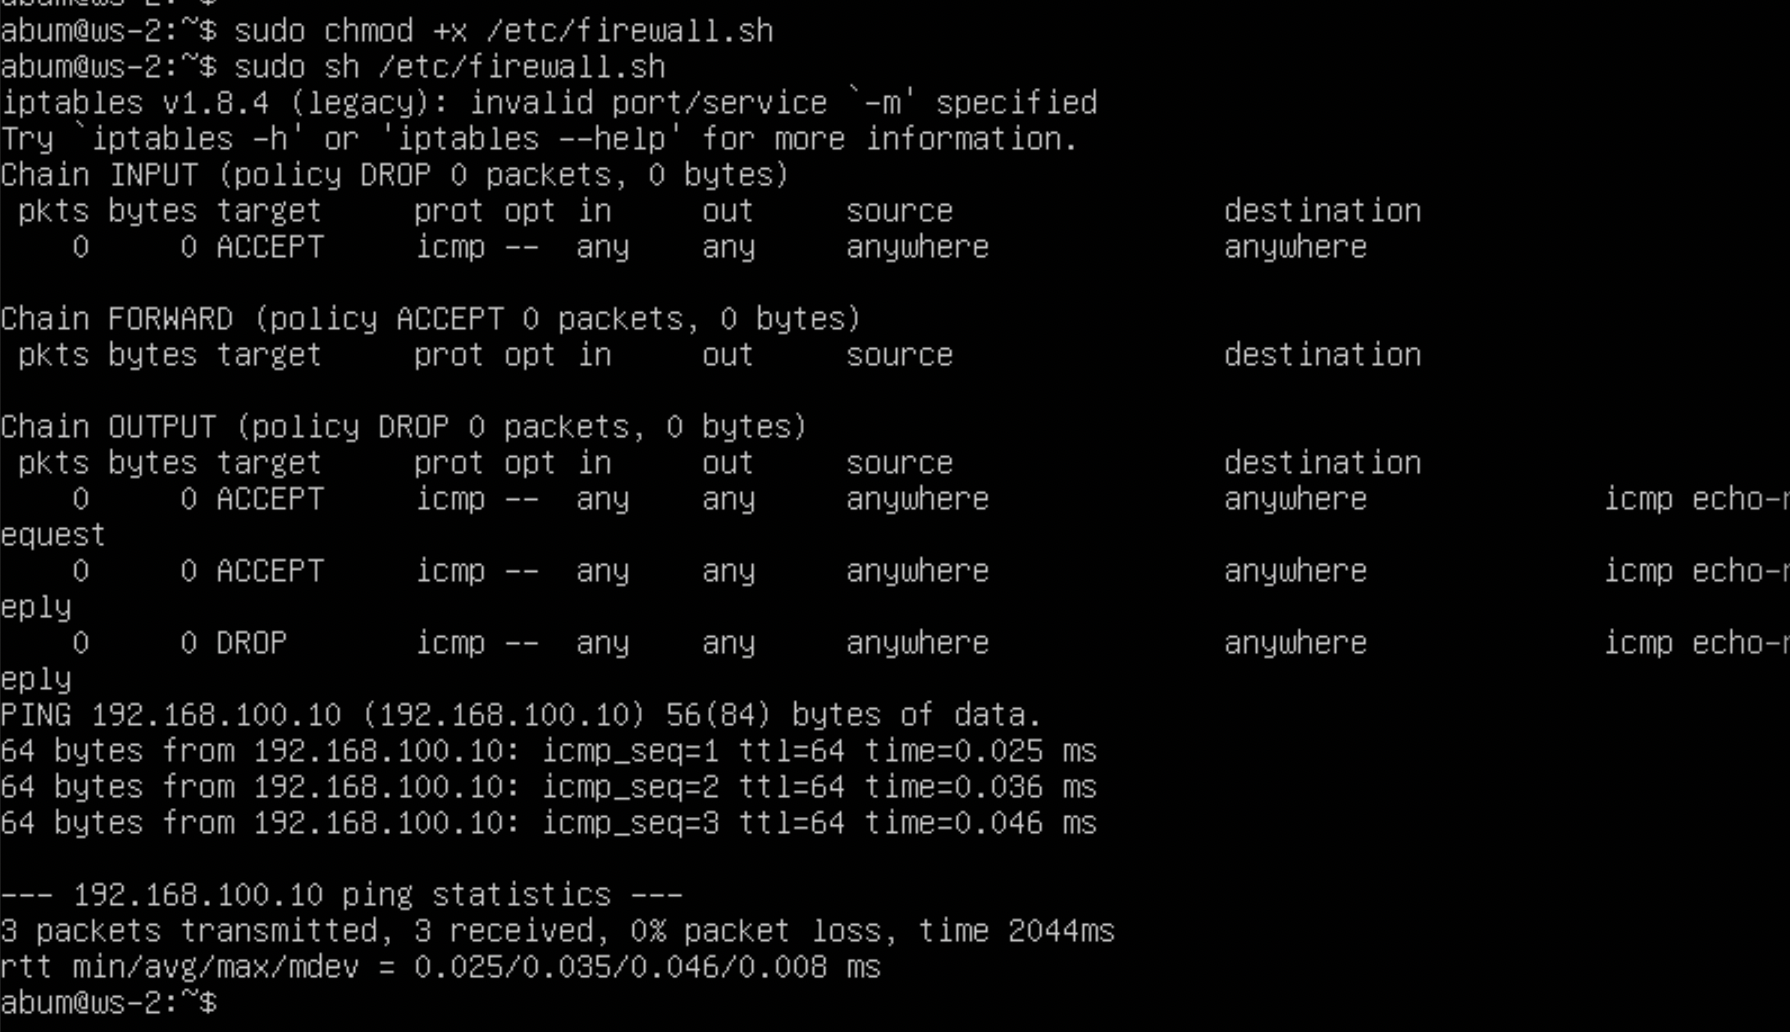 abum@ws-2:~$
abum@ws-2:~$ sudo chmod +x /etc/firewall.sh
abum@ws-2:~$ sudo sh /etc/firewall.sh
iptables v1.8.4 (legacy): invalid port/service `-m' specified
Try `iptables -h' or 'iptables --help' for more information.
Chain INPUT (policy DROP 0 packets, 0 bytes)
 pkts bytes target     prot opt in     out     source               destination
    0     0 ACCEPT     icmp --  any    any     anywhere             anywhere

Chain FORWARD (policy ACCEPT 0 packets, 0 bytes)
 pkts bytes target     prot opt in     out     source               destination

Chain OUTPUT (policy DROP 0 packets, 0 bytes)
 pkts bytes target     prot opt in     out     source               destination
    0     0 ACCEPT     icmp --  any    any     anywhere             anywhere             icmp echo-r
equest
    0     0 ACCEPT     icmp --  any    any     anywhere             anywhere             icmp echo-r
eply
    0     0 DROP       icmp --  any    any     anywhere             anywhere             icmp echo-r
eply
PING 192.168.100.10 (192.168.100.10) 56(84) bytes of data.
64 bytes from 192.168.100.10: icmp_seq=1 ttl=64 time=0.025 ms
64 bytes from 192.168.100.10: icmp_seq=2 ttl=64 time=0.036 ms
64 bytes from 192.168.100.10: icmp_seq=3 ttl=64 time=0.046 ms

--- 192.168.100.10 ping statistics ---
3 packets transmitted, 3 received, 0% packet loss, time 2044ms
rtt min/avg/max/mdev = 0.025/0.035/0.046/0.008 ms
abum@ws-2:~$